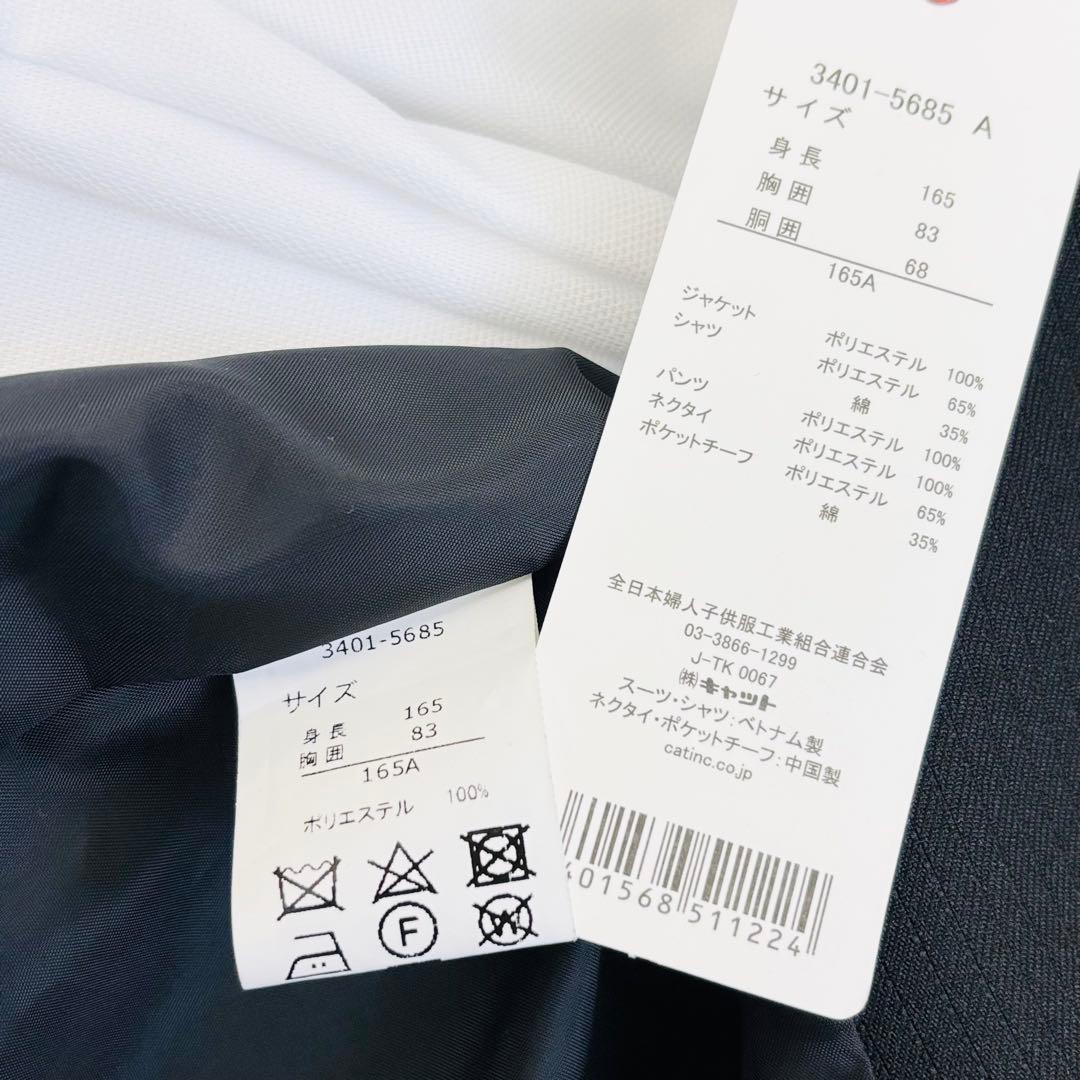 3401-5685 A
サイズ
身長 165
胸囲 83
胴囲 68
165A
ジャケット ポリエステル 100%
シャツ ポリエステル 65%
綿 35%
パンツ ポリエステル 100%
ネクタイ ポリエステル 100%
ポケットチーフ ポリエステル 65%
綿 35%
全日本婦人子供服工業組合連合会
03-3866-1299
J-TK 0067
㈱キャット
スーツ・シャツ:ベトナム製
ネクタイ・ポケットチーフ:中国製
catinc.co.jp
401568 511224
3401-5685
サイズ
身長 165
胸囲 83
165A
ポリエステル 100%
F
W